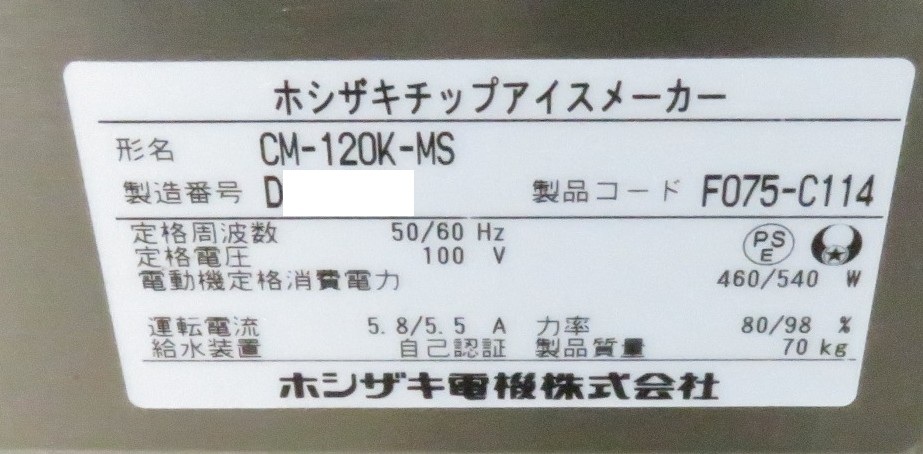 ホシザキチップアイスメーカー
形名 CM-120K-MS
製造番号 D 製品コード F075-C114
定格周波数 50/60 Hz
定格電圧 100 V
PS E
電動機定格消費電力 460/540 W
運転電流 5.8/5.5 A 力率 80/98 %
給水装置 自己認証 製品質量 70 kg
ホシザキ電機株式会社